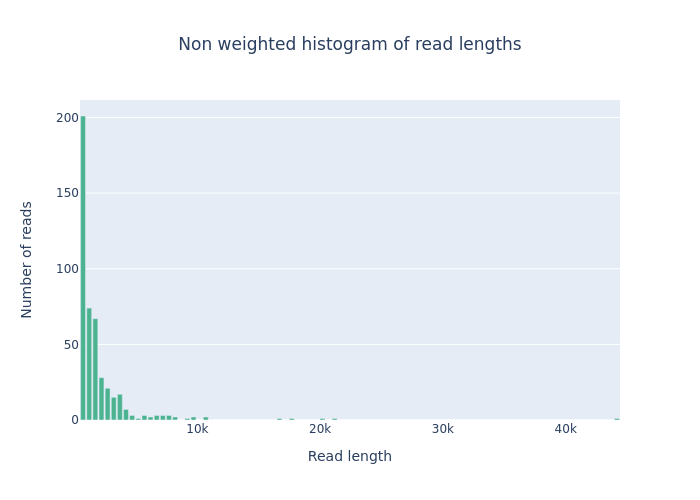 Non weighted histogram of read lengths
200
150
100
50
0
Number of reads
10k
20k
30k
40k
Read length